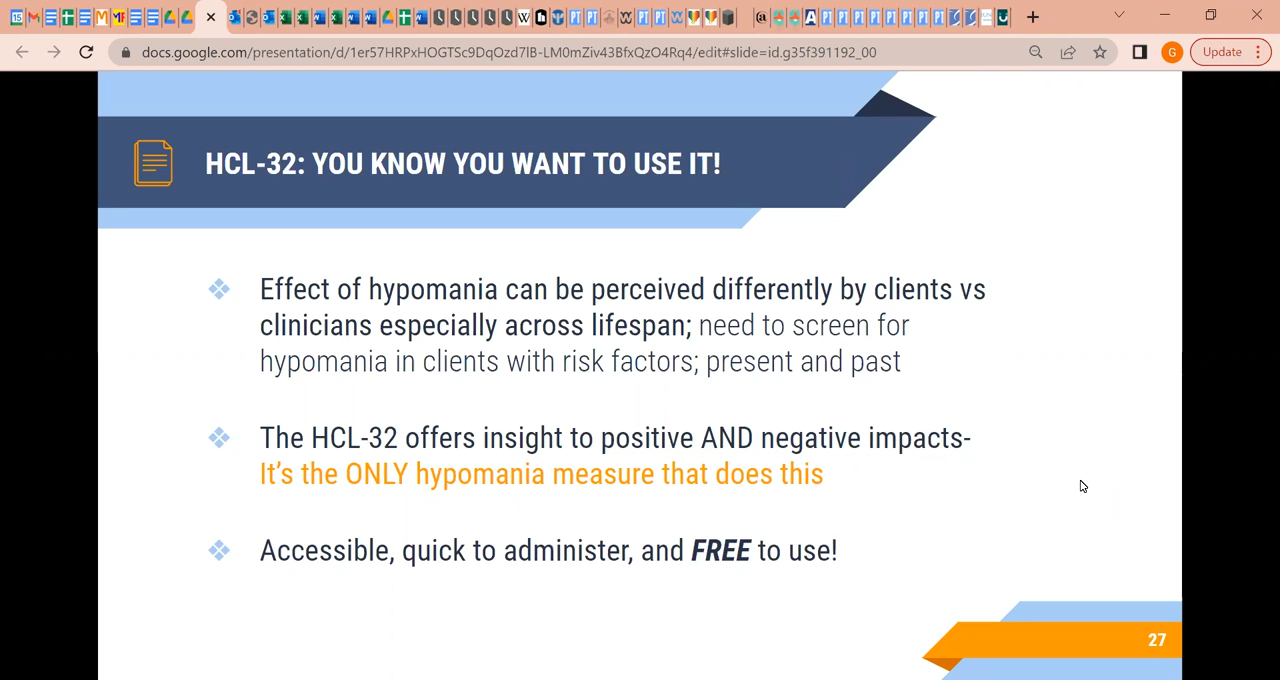 docs.google.com/presentation/d/1er57HRPxHOGTSc9DqOzd7lB-LM0mZiv43BfxQzO4Rq4/edit#slide=id.g35f391192_00
G
Update
HCL-32: YOU KNOW YOU WANT TO USE IT!
Effect of hypomania can be perceived differently by clients vs
clinicians especially across lifespan; need to screen for
hypomania in clients with risk factors; present and past
The HCL-32 offers insight to positive AND negative impacts-
It's the ONLY hypomania measure that does this
Accessible, quick to administer, and FREE to use!
27